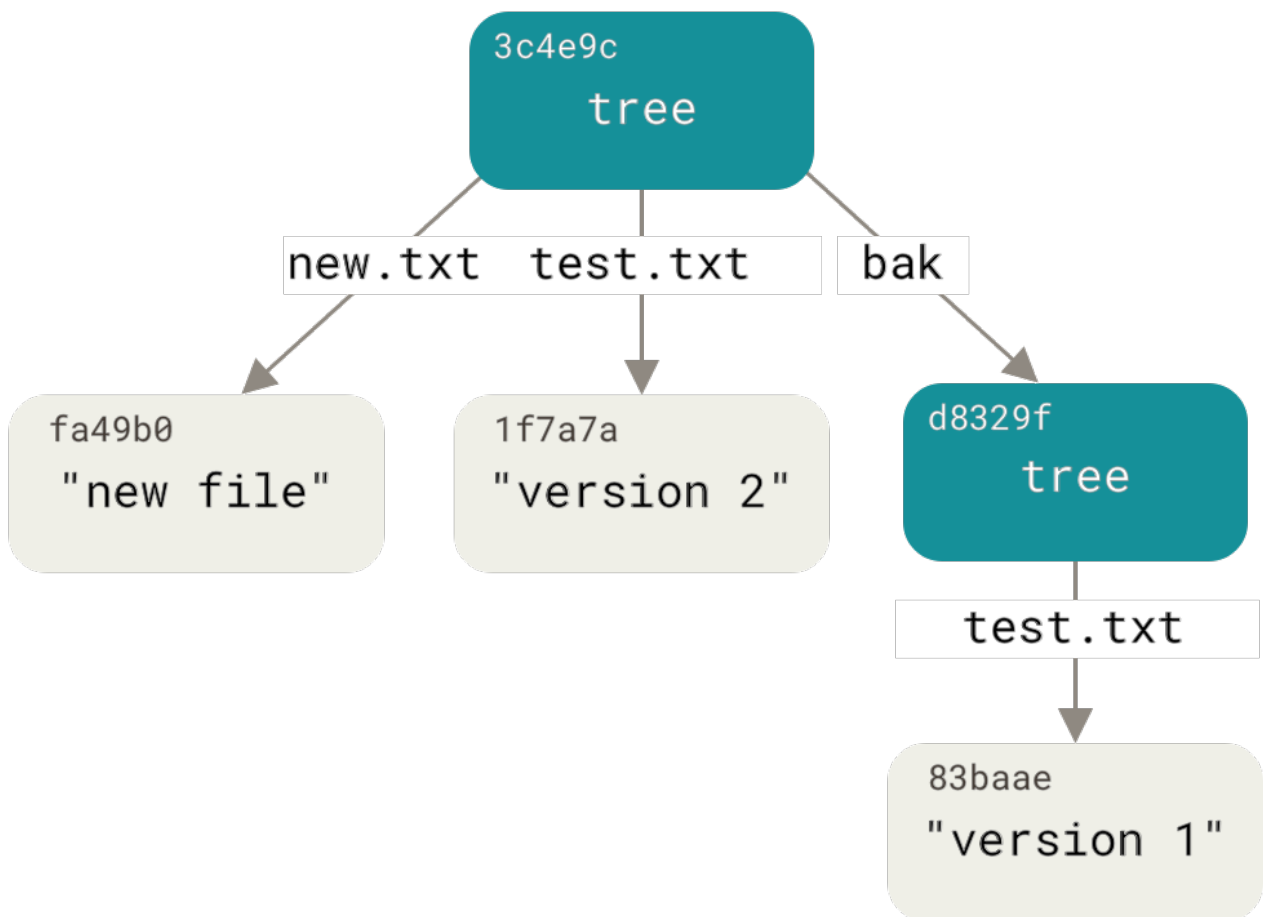 3c4e9c
tree
new.txt test.txt bak
fa49b0
"new file"
1f7a7a
"version 2"
d8329f
tree
test.txt
83baae
"version 1"